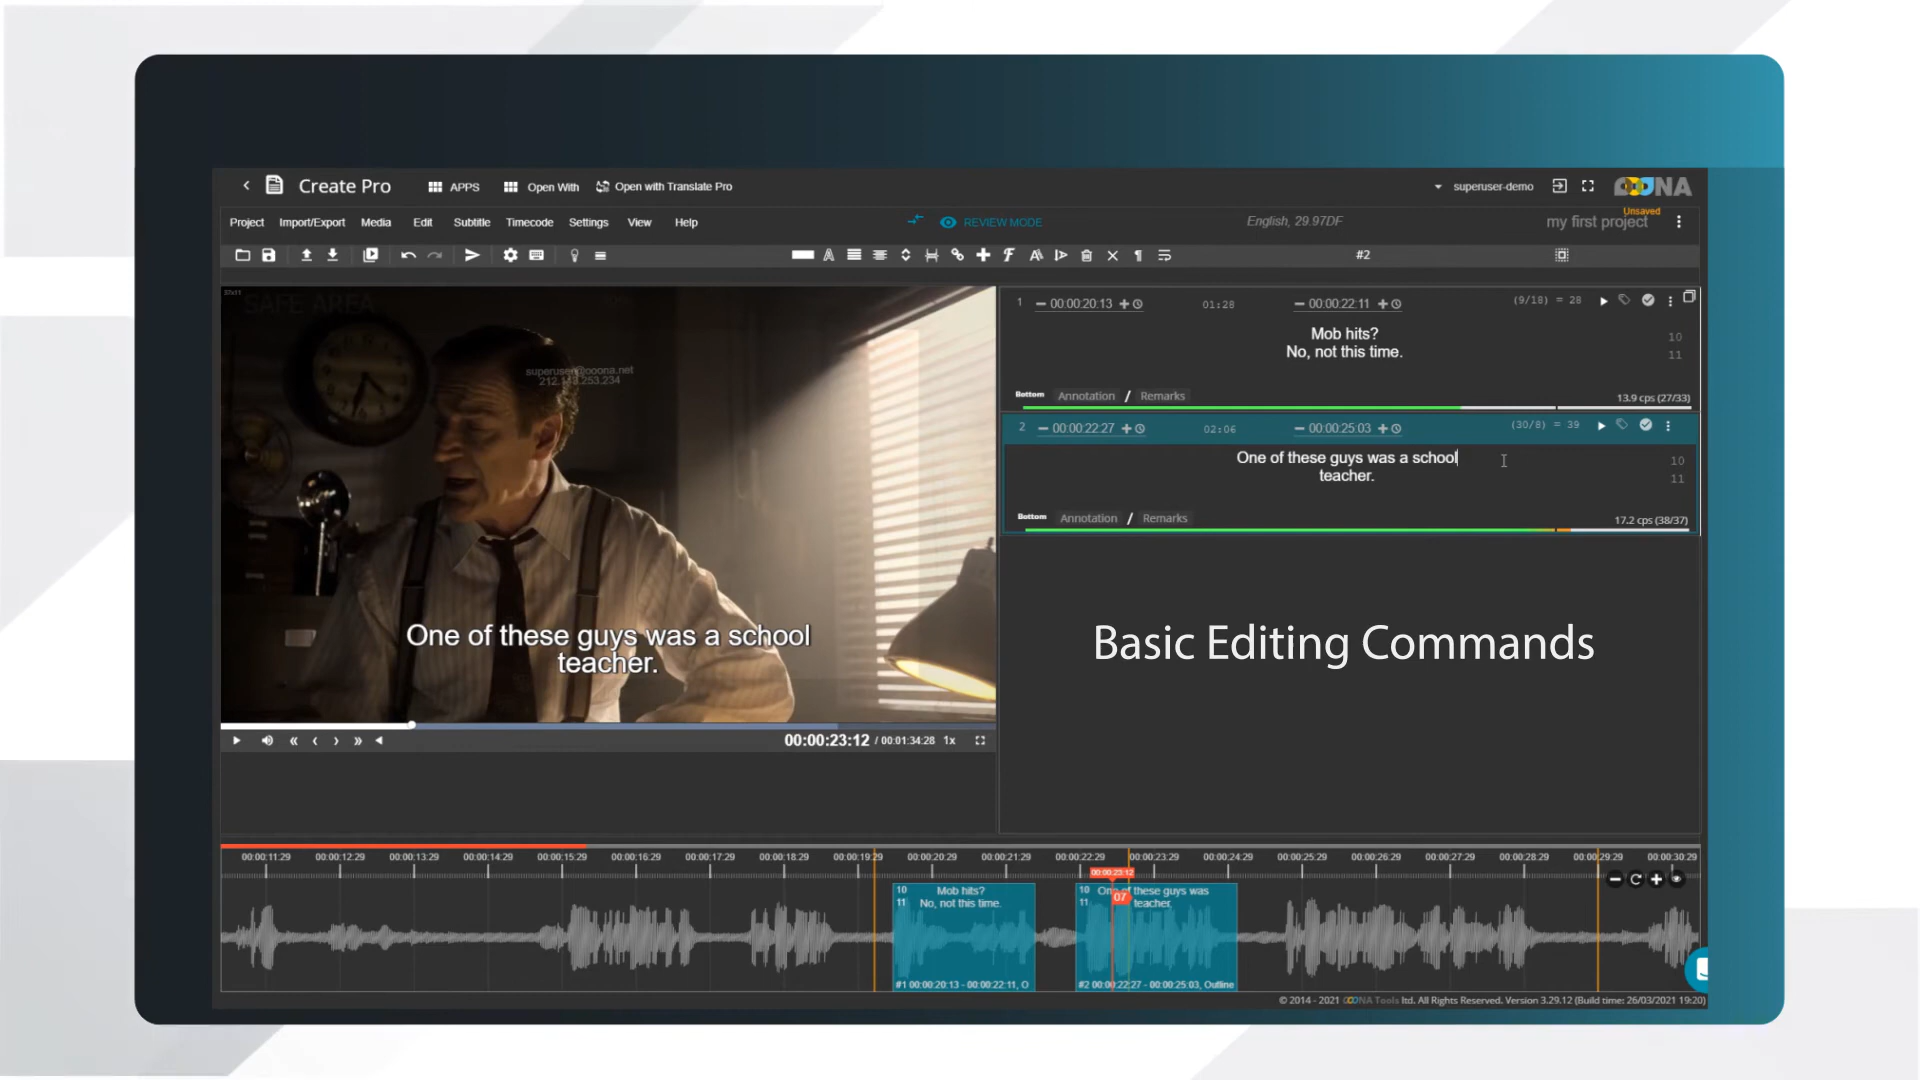 Create Pro APPS Open With Open with Translate Pro superuser-demo OOONA
Project Import/Export Media Edit Subtitle Timecode Settings View Help REVIEW MODE English, 29.97DF my first project Unsaved
#2
SAFE AREA
superuser@ooona.net
212.143.253.234
One of these guys was a school
teacher.
00:00:23:12 / 00:01:34:28 1x
1 00:00:20:13 01:28 00:00:22:11 (9/18) = 28
Mob hits? 10
No, not this time. 11
Bottom Annotation / Remarks 13.9 cps (27/33)
2 00:00:22:27 02:06 00:00:25:03 (30/8) = 39
One of these guys was a school 10
teacher. 11
Bottom Annotation / Remarks 17.2 cps (38/37)
Basic Editing Commands
00:00:11:29 00:00:12:29 00:00:13:29 00:00:14:29 00:00:15:29 00:00:16:29 00:00:17:29 00:00:18:29 00:00:19:29 00:00:20:29 00:00:21:29 00:00:22:29 00:00:23:29 00:00:24:29 00:00:25:29 00:00:26:29 00:00:27:29 00:00:28:29 00:00:29:29 00:00:30:29
00:00:23:12
10 Mob hits? 10 One of these guys was
11 No, not this time. 11 07 teacher.
#1 00:00:20:13 - 00:00:22:11, O #2 00:00:22:27 - 00:00:25:03, Outline
© 2014 - 2021 OOONA Tools ltd. All Rights Reserved. Version 3.29.12 (Build time: 26/03/2021 19:20)